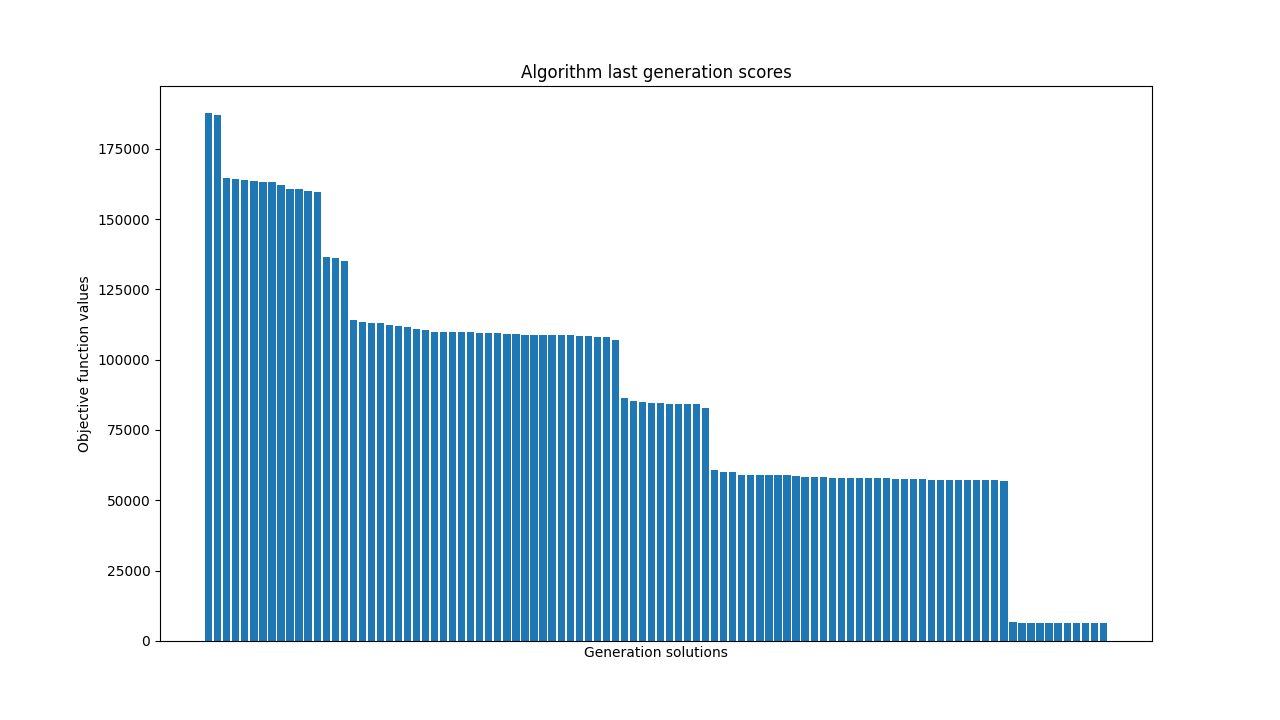 Algorithm last generation scores
175000
150000
125000
100000
75000
50000
25000
0
Objective function values
Generation solutions